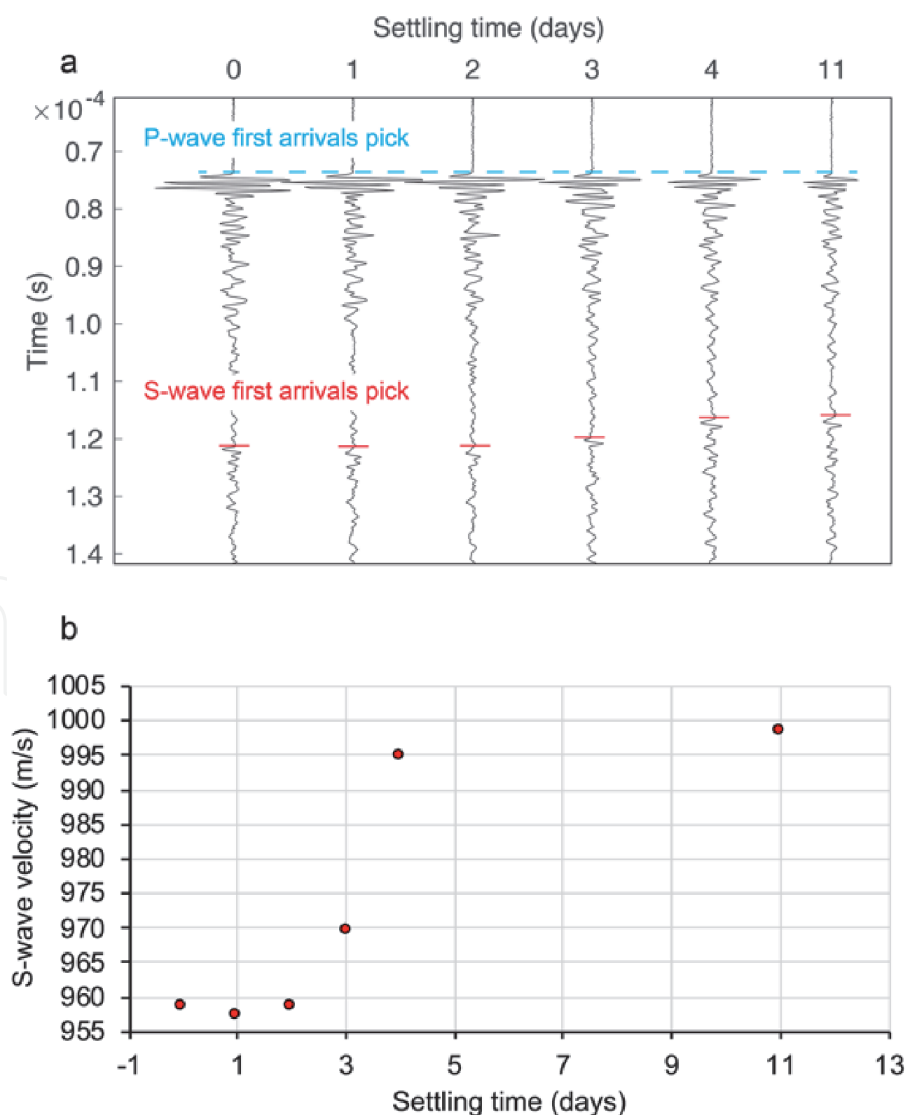 Settling time (days)
a
0 1 2 3 4 11
×10⁻⁴
P-wave first arrivals pick
0.7
0.8
0.9
Time (s)
1.0
1.1
S-wave first arrivals pick
1.2
1.3
1.4
b
1005
1000
995
990
985
980
975
970
965
960
955
S-wave velocity (m/s)
-1 1 3 5 7 9 11 13
Settling time (days)